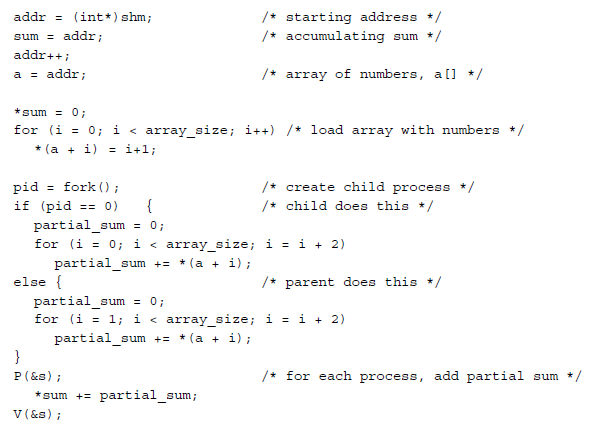 addr = (int*)shm; /* starting address */
sum = addr; /* accumulating sum */
addr++;
a = addr; /* array of numbers, a[] */

*sum = 0;
for (i = 0; i < array_size; i++) /* load array with numbers */
   *(a + i) = i+1;

pid = fork(); /* create child process */
if (pid == 0)   { /* child does this */
   partial_sum = 0;
   for (i = 0; i < array_size; i = i + 2)
      partial_sum += *(a + i);
else { /* parent does this */
   partial_sum = 0;
   for (i = 1; i < array_size; i = i + 2)
      partial_sum += *(a + i);
}
P(&s); /* for each process, add partial sum */
   *sum += partial_sum;
V(&s);